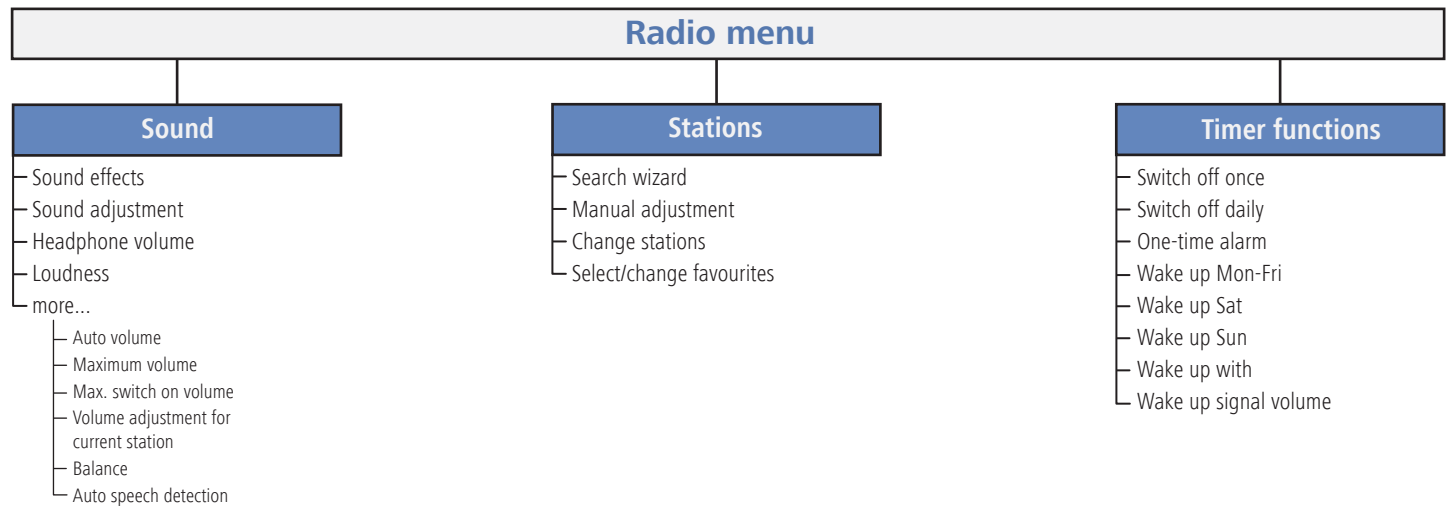 Radio menu
Sound
Sound effects
Sound adjustment
Headphone volume
Loudness
more...
Auto volume
Maximum volume
Max. switch on volume
Volume adjustment for
current station
Balance
Auto speech detection
Stations
Search wizard
Manual adjustment
Change stations
Select/change favourites
Timer functions
Switch off once
Switch off daily
One-time alarm
Wake up Mon-Fri
Wake up Sat
Wake up Sun
Wake up with
Wake up signal volume